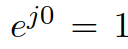 e^{j0} = 1